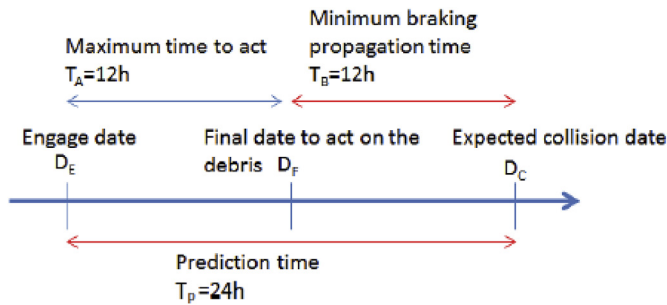 Maximum time to act
T_A=12h
Minimum braking
propagation time
T_B=12h
Engage date
D_E
Final date to act on the
debris D_F
Expected collision date
D_C
Prediction time
T_p=24h